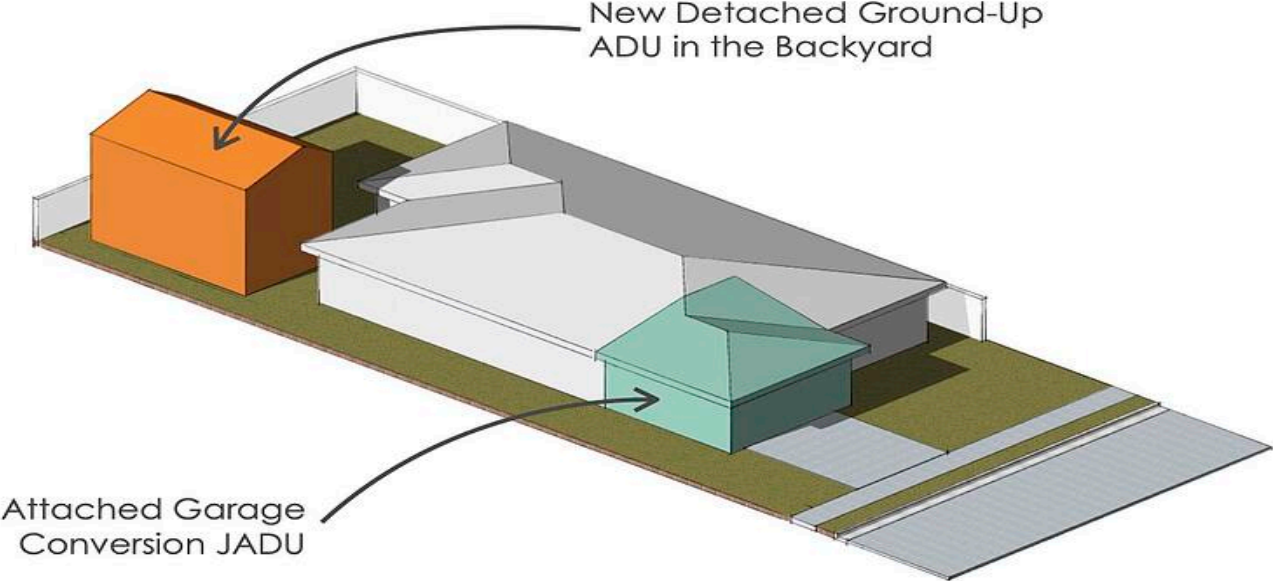 New Detached Ground-Up
ADU in the Backyard
Attached Garage
Conversion JADU